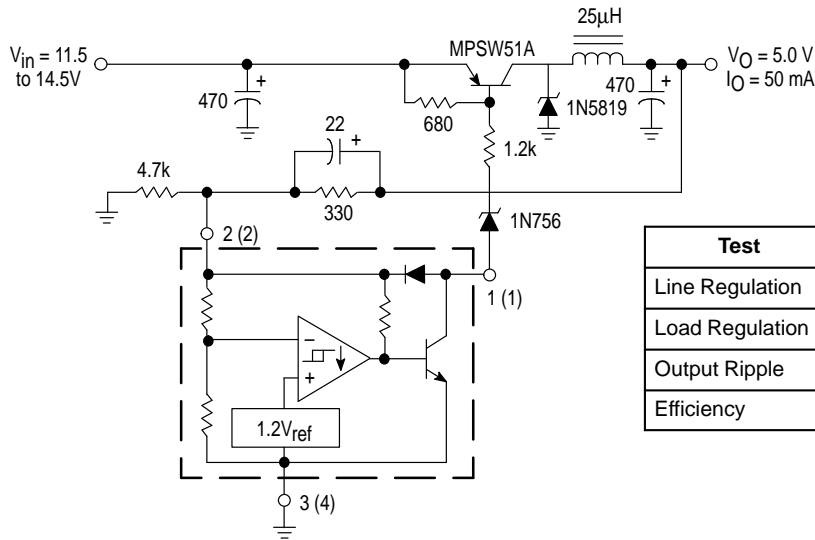 25µH
MPSW51A
Vin = 11.5
to 14.5V
VO = 5.0 V
IO = 50 mA
470
+
680
1N5819
470
+
22
+
1.2k
4.7k
330
1N756
2 (2)
1 (1)
−
+
1.2Vref
3 (4)
Test
Line Regulation
Load Regulation
Output Ripple
Efficiency